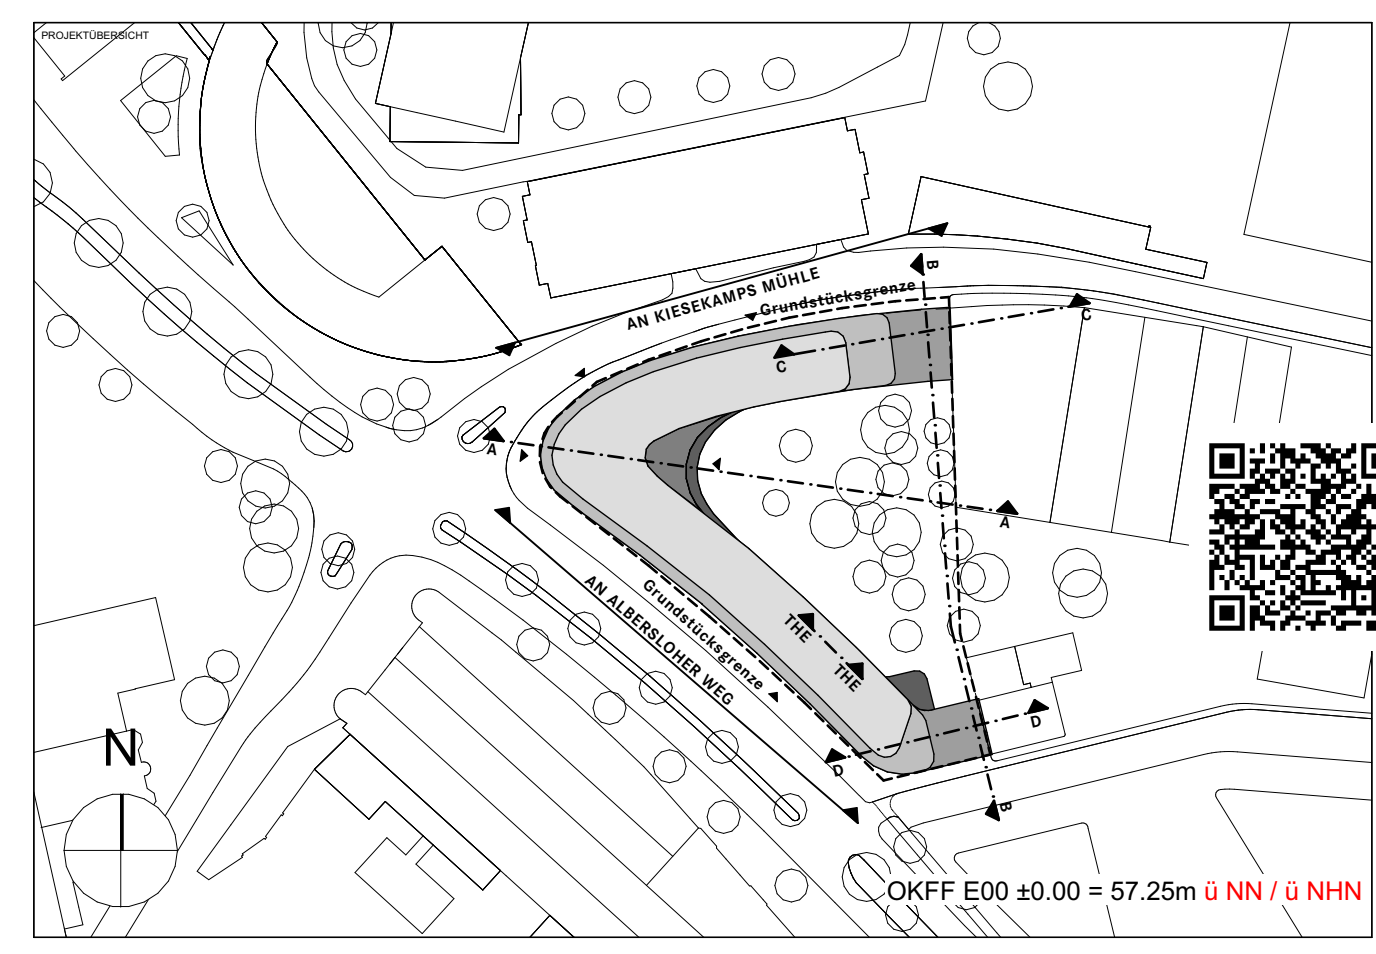 PROJEKTÜBERSICHT
B
AN KIESEKAMPS MÜHLE
Grundstücksgrenze
C
C
A
A
Grundstücksgrenze
AN ALBERSLOHER WEG
THE
THE
D
D
N
B
OKFF E00 ±0.00 = 57.25m ü NN / ü NHN